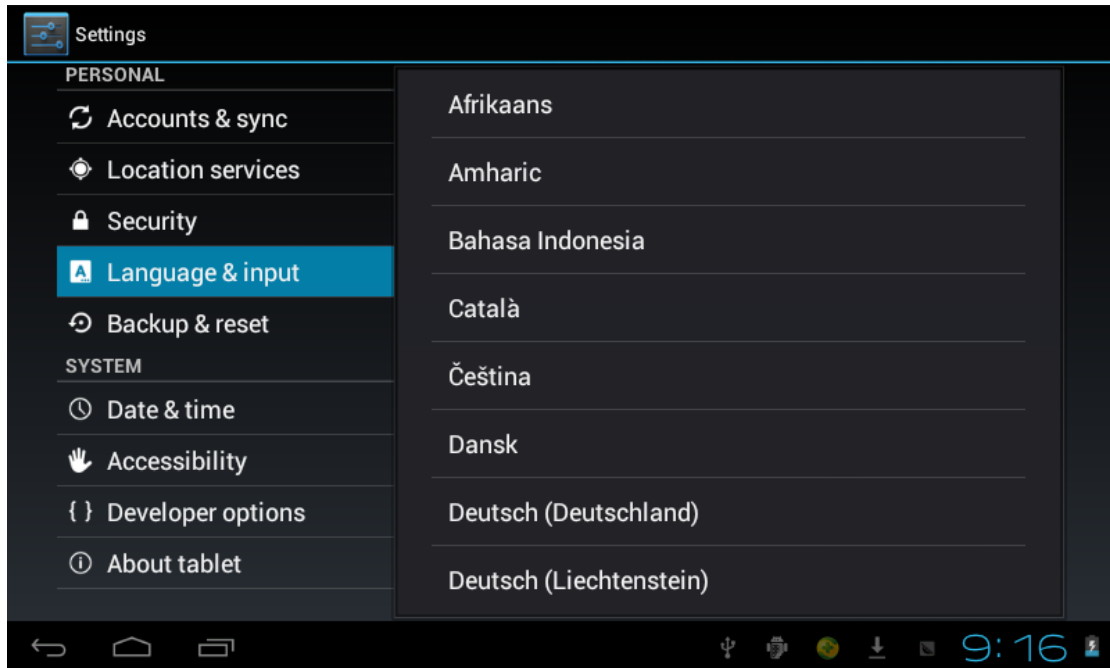 Settings
PERSONAL
Accounts & sync
Location services
Security
Language & input
Backup & reset
SYSTEM
Date & time
Accessibility
{ } Developer options
About tablet
Afrikaans
Amharic
Bahasa Indonesia
Català
Čeština
Dansk
Deutsch (Deutschland)
Deutsch (Liechtenstein)
9:16